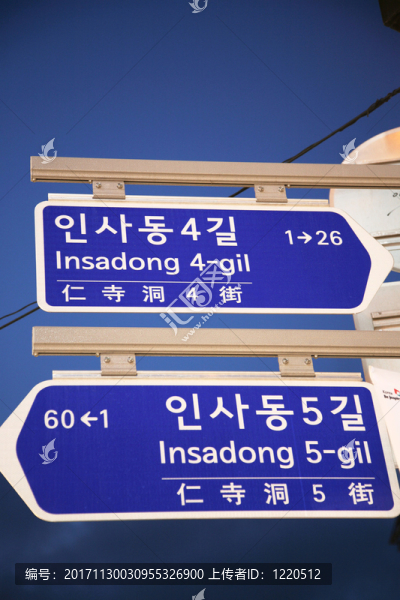 인사동4길
1→26
Insadong 4-gil
仁寺洞 4 街
60←1
인사동5길
Insadong 5-gil
仁寺洞 5 街
编号：20171130030955326900 上传者ID：1220512